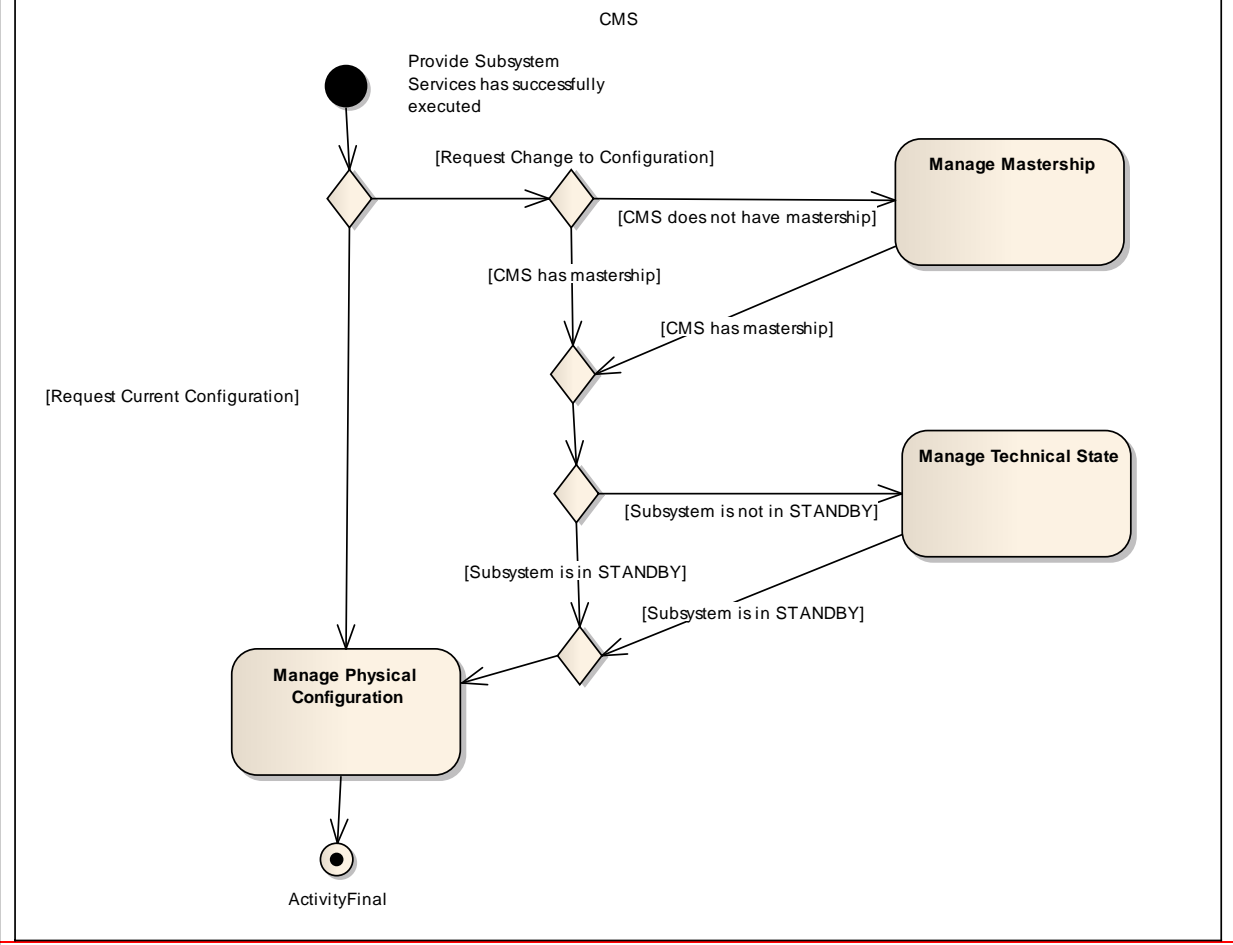 CMS
Provide Subsystem
Services has successfully
executed
[Request Change to Configuration]
Manage Mastership
[CMS does not have mastership]
[CMS has mastership]
[CMS has mastership]
[Request Current Configuration]
Manage Technical State
[Subsystem is not in STANDBY]
[Subsystem is in STANDBY]
[Subsystem is in STANDBY]
Manage Physical
Configuration
ActivityFinal